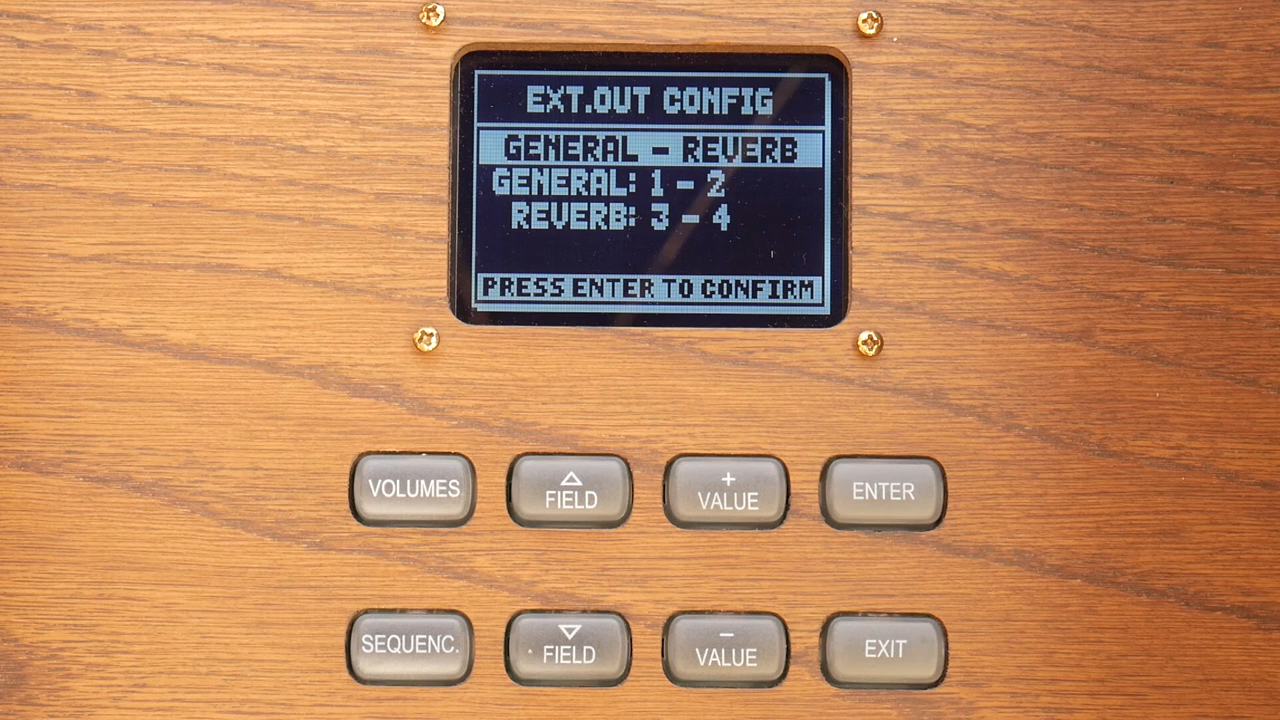 EXT.OUT CONFIG
GENERAL - REVERB
GENERAL: 1 - 2
REVERB: 3 - 4
PRESS ENTER TO CONFIRM
VOLUMES
△
FIELD
+
VALUE
ENTER
SEQUENC.
▽
FIELD
−
VALUE
EXIT